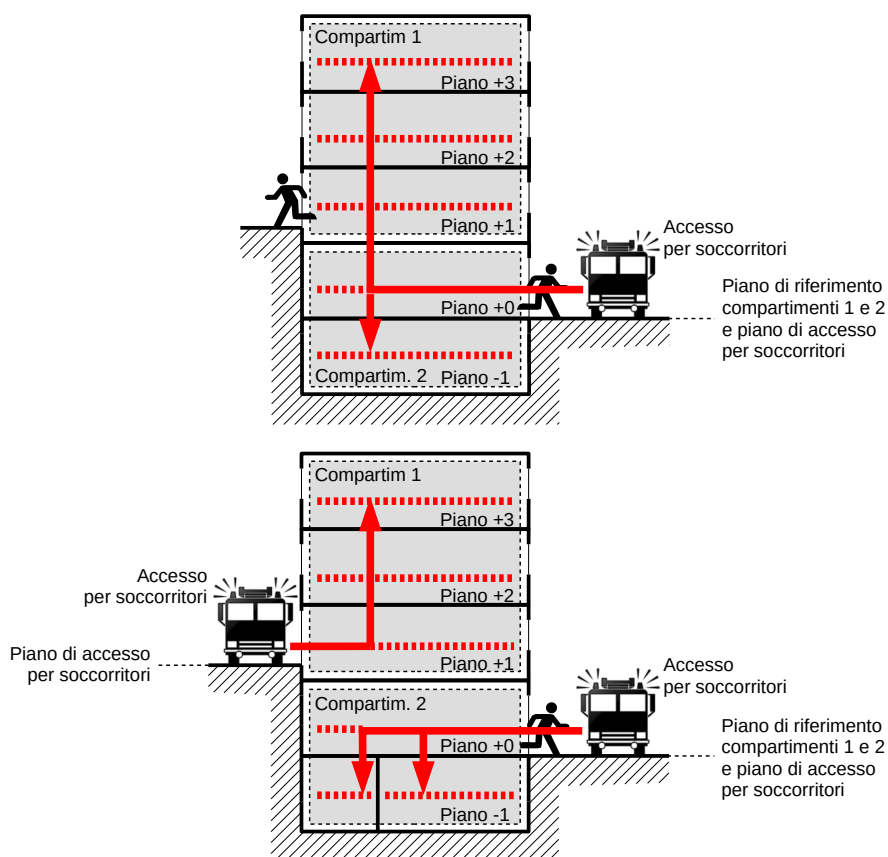 Compartim 1
Piano +3
Piano +2
Piano +1
Accesso
per soccorritori
Piano +0
Piano di riferimento
compartimenti 1 e 2
e piano di accesso
per soccorritori
Compartim. 2
Piano -1
Compartim 1
Piano +3
Accesso
per soccorritori
Piano +2
Piano di accesso
per soccorritori
Piano +1
Accesso
per soccorritori
Compartim. 2
Piano +0
Piano di riferimento
compartimenti 1 e 2
e piano di accesso
per soccorritori
Piano -1